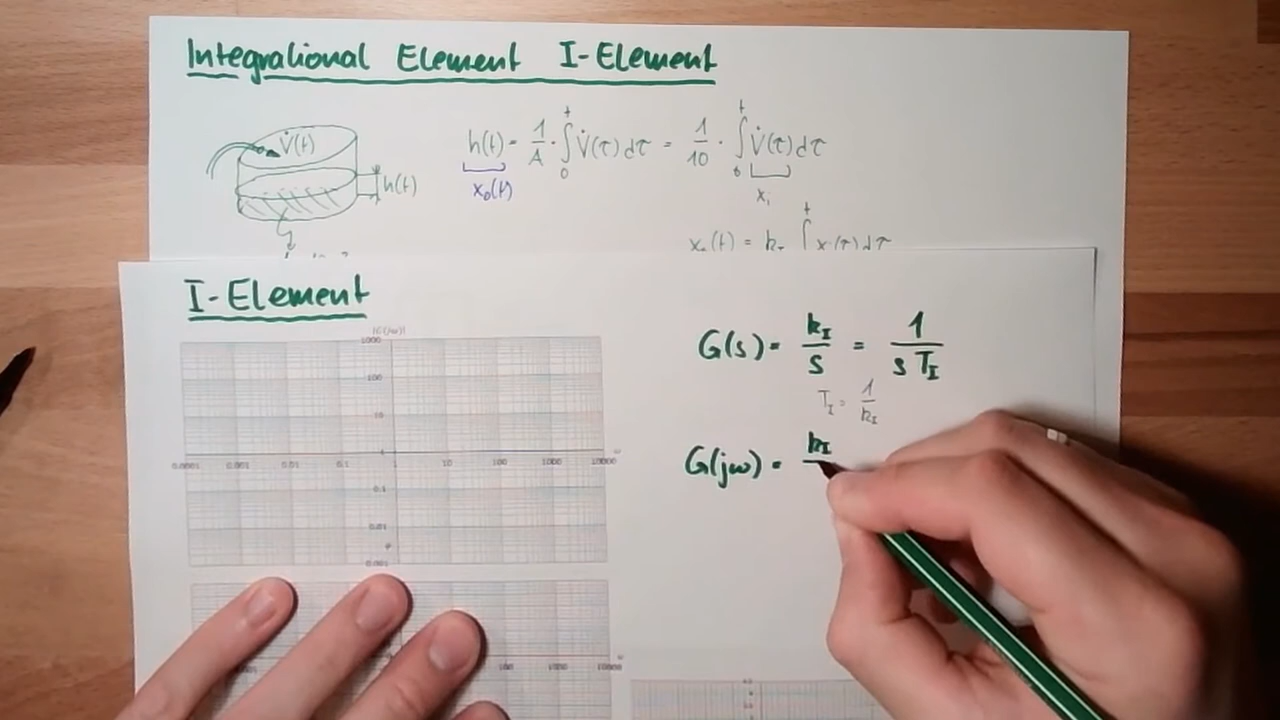 Integrational Element I-Element
V̇(t)
h(t)
h(t) = 1/A · ∫₀ᵗ V̇(τ) dτ = 1/10 · ∫₀ᵗ V̇(τ) dτ
x₀(t)
xᵢ
I-Element
|G(jω)|
1000
100
10
0.0001 0.001 0.01 0.1 1 10 100 1000 10000 ω
0.1
0.01
0.001
100 1000 10000 ω
G(s) = k_I/s = 1/(s T_I)
T_I = 1/k_I
G(jω) = k_I